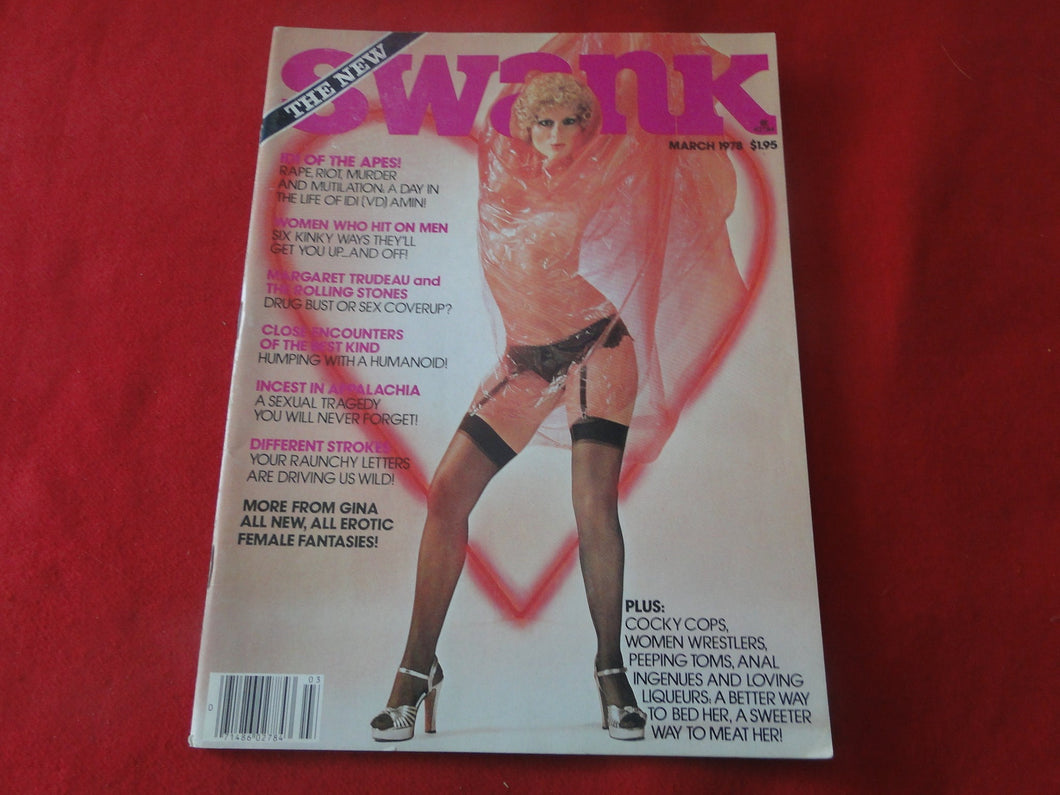 THE NEW
Swank
MARCH 1978 $1.95
IDI OF THE APES!
RAPE, RIOT, MURDER
AND MUTILATION: A DAY IN
THE LIFE OF IDI (VD) AMIN!
WOMEN WHO HIT ON MEN
SIX KINKY WAYS THEY'LL
GET YOU UP...AND OFF!
MARGARET TRUDEAU and
THE ROLLING STONES
DRUG BUST OR SEX COVERUP?
CLOSE ENCOUNTERS
OF THE BEST KIND
HUMPING WITH A HUMANOID!
INCEST IN APPALACHIA
A SEXUAL TRAGEDY
YOU WILL NEVER FORGET!
DIFFERENT STROKES
YOUR RAUNCHY LETTERS
ARE DRIVING US WILD!
MORE FROM GINA
ALL NEW, ALL EROTIC
FEMALE FANTASIES!
PLUS:
COCKY COPS,
WOMEN WRESTLERS,
PEEPING TOMS, ANAL
INGENUES AND LOVING
LIQUEURS: A BETTER WAY
TO BED HER, A SWEETER
WAY TO MEAT HER!
03
0
71486 02784